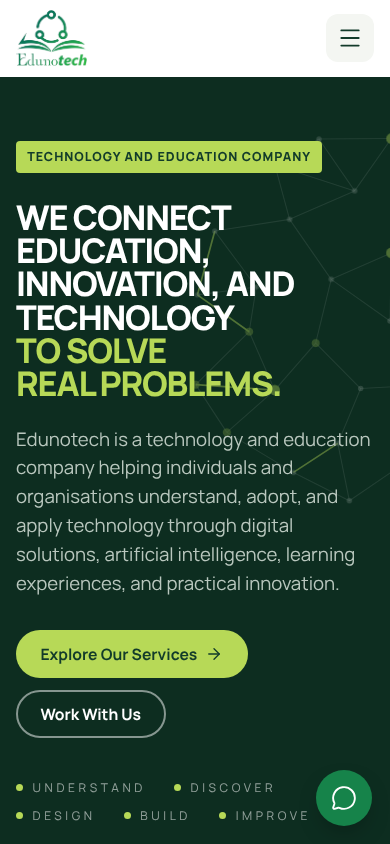 Edunotech
TECHNOLOGY AND EDUCATION COMPANY
WE CONNECT
EDUCATION,
INNOVATION, AND
TECHNOLOGY
TO SOLVE
REAL PROBLEMS.
Edunotech is a technology and education
company helping individuals and
organisations understand, adopt, and
apply technology through digital
solutions, artificial intelligence, learning
experiences, and practical innovation.
Explore Our Services →
Work With Us
UNDERSTAND DISCOVER
DESIGN BUILD IMPROVE